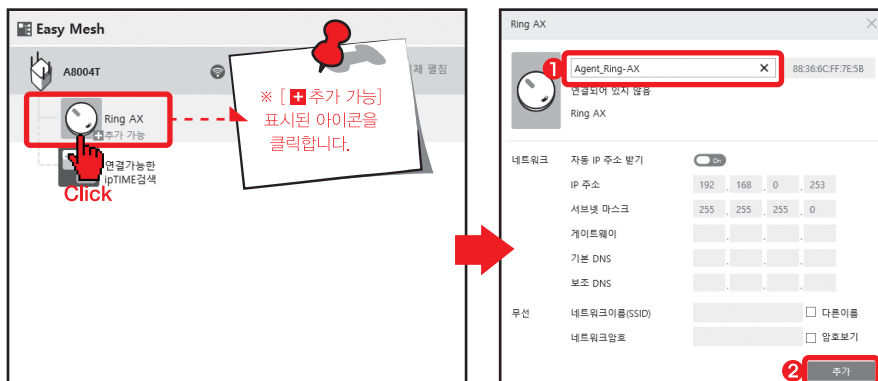 Easy Mesh
A8004T
제 펼침
Ring AX
추가 가능
연결가능한
ipTIME검색
Click
※ [ + 추가 가능]
표시된 아이콘을
클릭합니다.
Ring AX
1
Agent_Ring-AX
88:36:6C:FF:7E:5B
연결되어 있지 않음
Ring AX
네트워크 자동 IP 주소 받기 On
IP 주소 192 . 168 . 0 . 253
서브넷 마스크 255 . 255 . 255 . 0
게이트웨이 . . .
기본 DNS . . .
보조 DNS . . .
무선 네트워크이름(SSID) 다른이름
네트워크암호 암호보기
2 추가